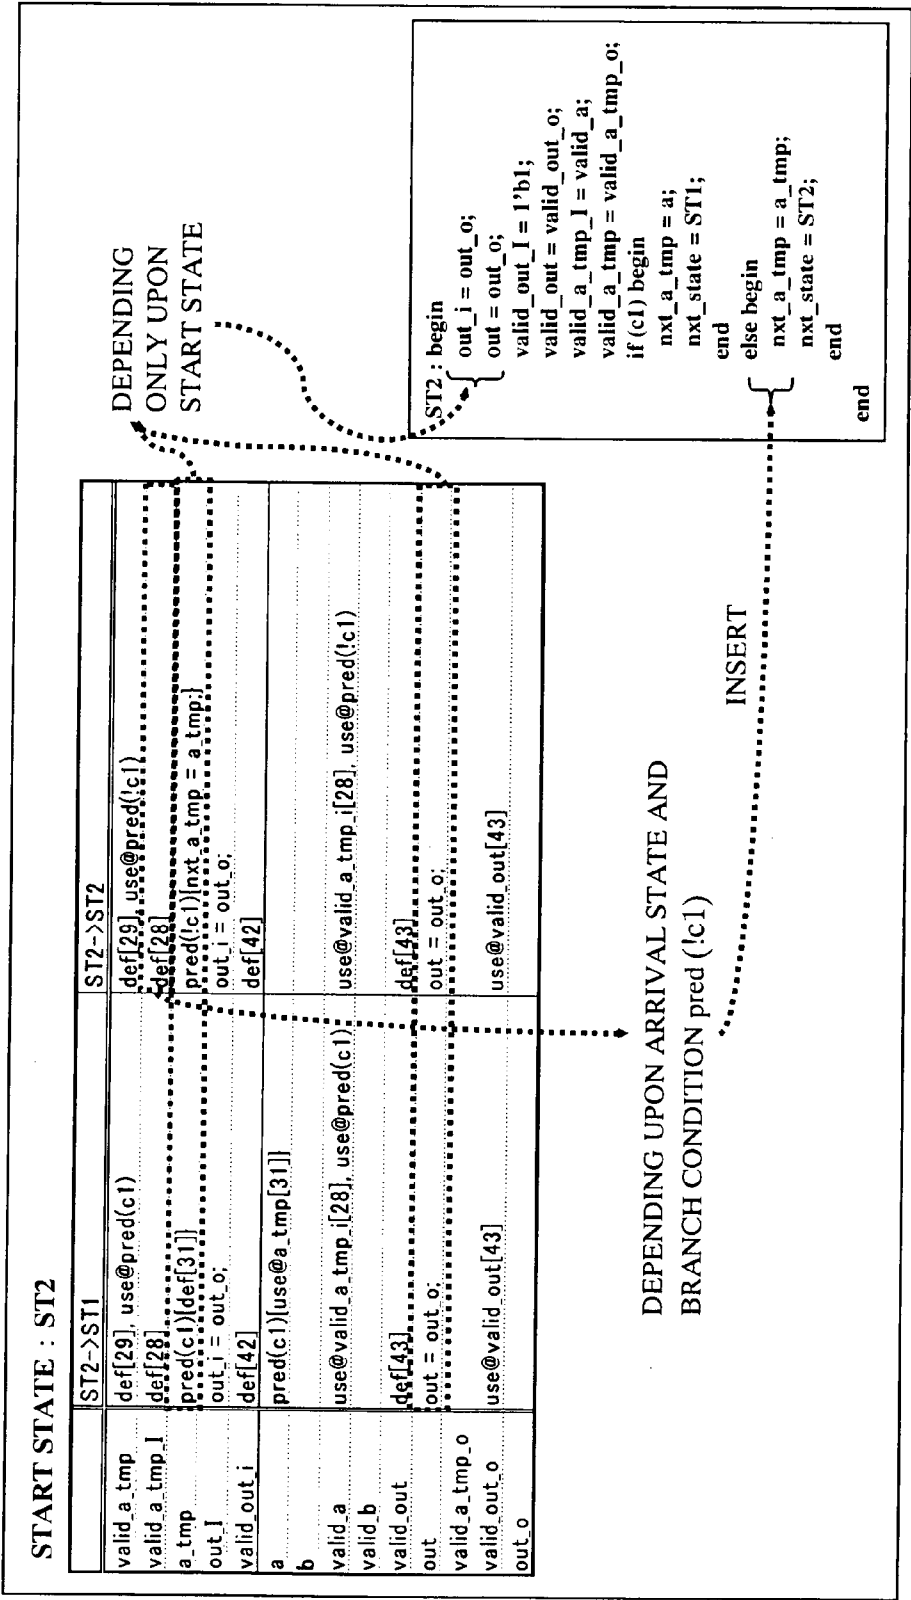 START STATE : ST2
ST2->ST1 ST2->ST2
valid_a_tmp def[29], use@pred(c1) def[29], use@pred(!c1)
valid_a_tmp_I def[28] def[28]
a_tmp pred(c1){def[31]} pred(!c1){nxt_a_tmp = a_tmp;}
out_I out_i = out_o; out_i = out_o;
valid_out_i def[42] def[42]
a pred(c1){use@a_tmp[31]}
b
valid_a use@valid_a_tmp_i[28], use@pred(c1) use@valid_a_tmp_i[28], use@pred(!c1)
valid_b
valid_out def[43] def[43]
out out = out_o; out = out_o;
valid_a_tmp_o
valid_out_o use@valid_out[43] use@valid_out[43]
out_o
DEPENDING
ONLY UPON
START STATE
DEPENDING UPON ARRIVAL STATE AND
BRANCH CONDITION pred (!c1)
INSERT
ST2 : begin
out_i = out_o;
out = out_o;
valid_out_I = 1'b1;
valid_out = valid_out_o;
valid_a_tmp_I = valid_a;
valid_a_tmp = valid_a_tmp_o;
if (c1) begin
nxt_a_tmp = a;
nxt_state = ST1;
end
else begin
nxt_a_tmp = a_tmp;
nxt_state = ST2;
end
end